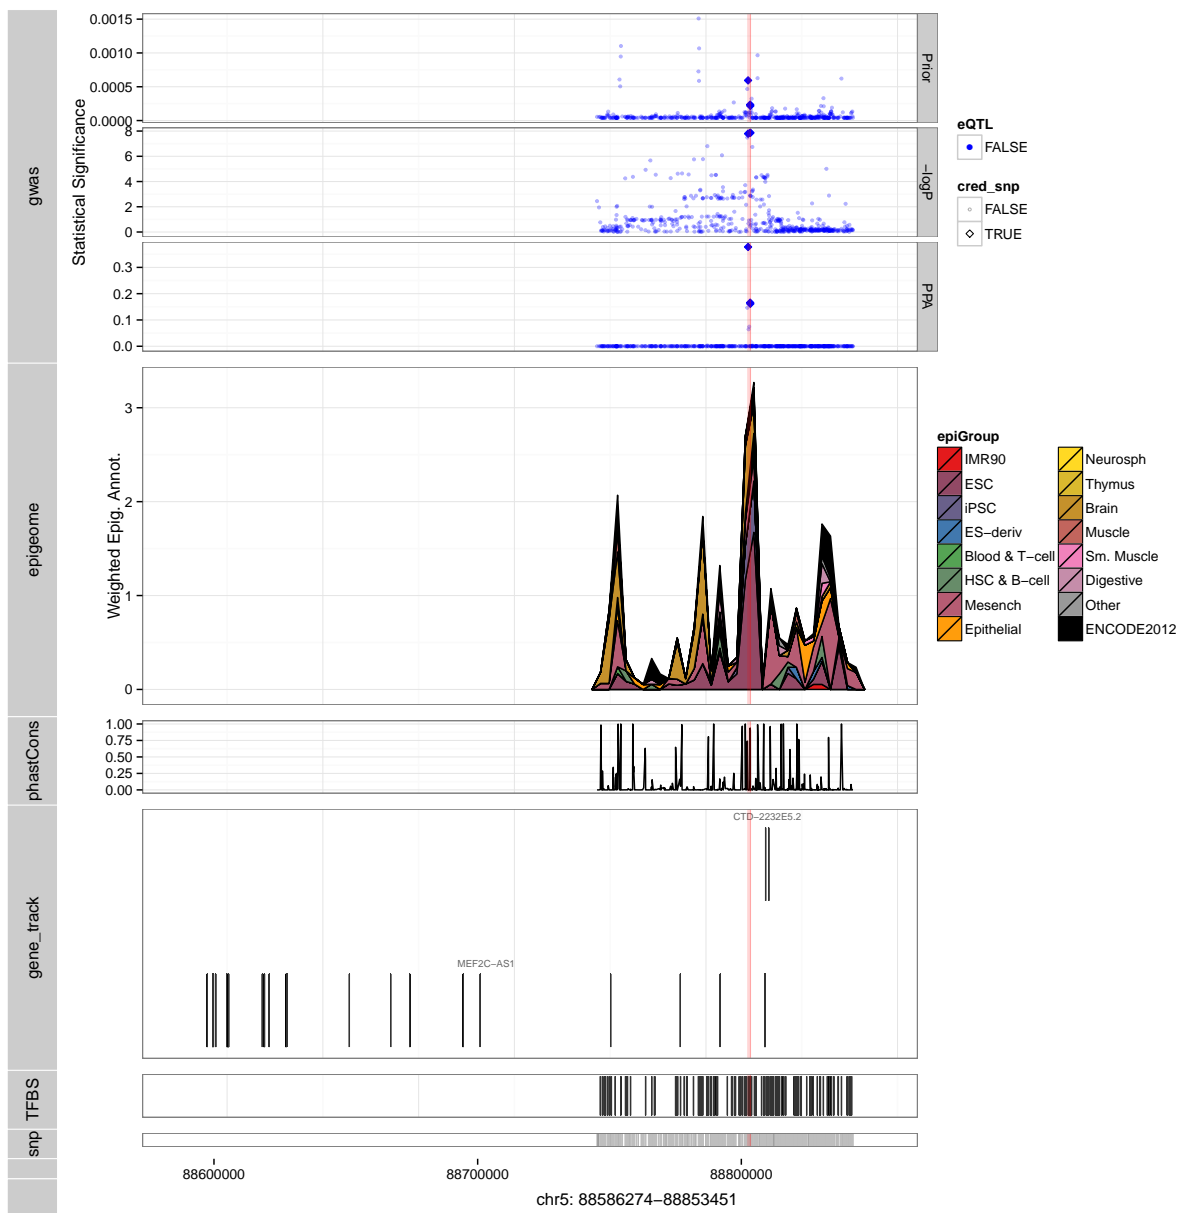 gwas
Statistical Significance
0.0015
0.0010
0.0005
0.0000
Prior
8
6
4
2
0
−logP
0.3
0.2
0.1
0.0
PPA
eQTL
FALSE
cred_snp
FALSE
TRUE
epigeome
Weighted Epig. Annot.
3
2
1
0
epiGroup
IMR90
ESC
iPSC
ES−deriv
Blood & T−cell
HSC & B−cell
Mesench
Epithelial
Neurosph
Thymus
Brain
Muscle
Sm. Muscle
Digestive
Other
ENCODE2012
phastCons
1.00
0.75
0.50
0.25
0.00
gene_track
CTD−2232E5.2
MEF2C−AS1
TFBS
snp
88600000
88700000
88800000
chr5: 88586274−88853451